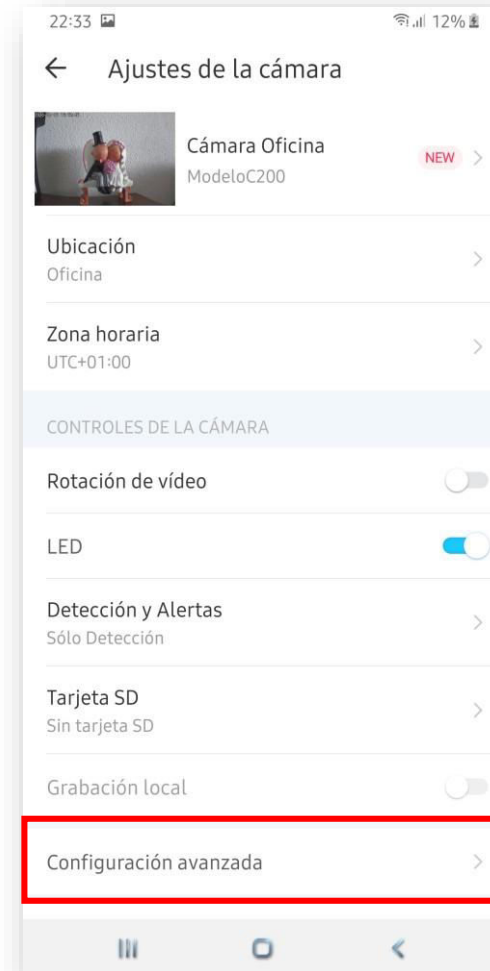 22:33 12%
Ajustes de la cámara
Cámara Oficina
NEW
ModeloC200
Ubicación
Oficina
Zona horaria
UTC+01:00
CONTROLES DE LA CÁMARA
Rotación de vídeo
LED
Detección y Alertas
Sólo Detección
Tarjeta SD
Sin tarjeta SD
Grabación local
Configuración avanzada